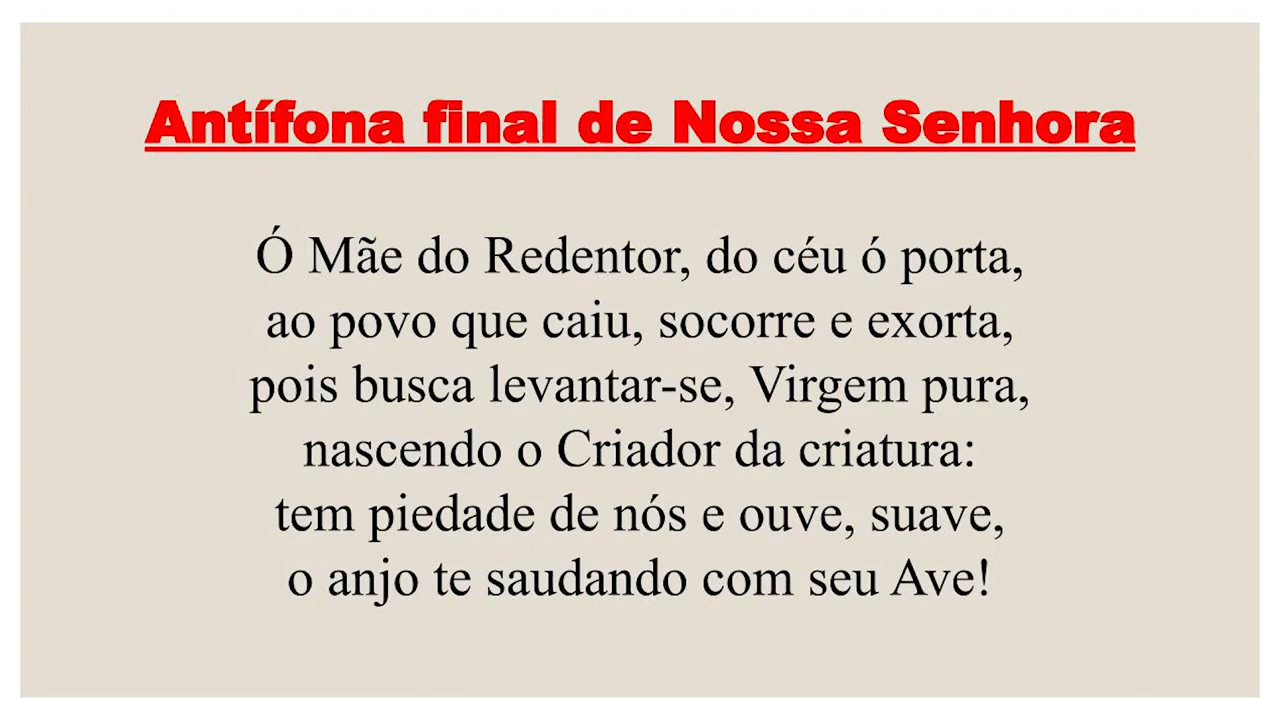 Antífona final de Nossa Senhora
Ó Mãe do Redentor, do céu ó porta,
ao povo que caiu, socorre e exorta,
pois busca levantar-se, Virgem pura,
nascendo o Criador da criatura:
tem piedade de nós e ouve, suave,
o anjo te saudando com seu Ave!